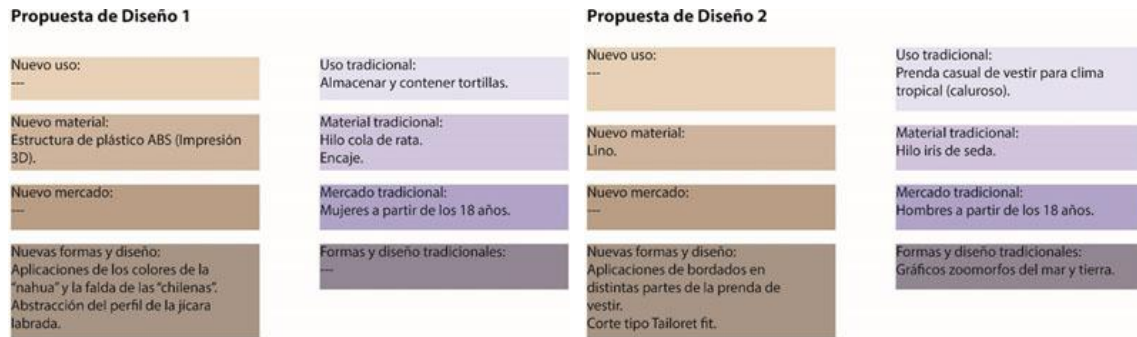 Propuesta de Diseño 1
Nuevo uso:
---
Nuevo material:
Estructura de plástico ABS (Impresión
3D).
Nuevo mercado:
---
Nuevas formas y diseño:
Aplicaciones de los colores de la
"nahua" y la falda de las "chilenas".
Abstracción del perfil de la jícara
labrada.
Uso tradicional:
Almacenar y contener tortillas.
Material tradicional:
Hilo cola de rata.
Encaje.
Mercado tradicional:
Mujeres a partir de los 18 años.
Formas y diseño tradicionales:
---
Propuesta de Diseño 2
Nuevo uso:
---
Nuevo material:
Lino.
Nuevo mercado:
---
Nuevas formas y diseño:
Aplicaciones de bordados en
distintas partes de la prenda de
vestir.
Corte tipo Tailoret fit.
Uso tradicional:
Prenda casual de vestir para clima
tropical (caluroso).
Material tradicional:
Hilo iris de seda.
Mercado tradicional:
Hombres a partir de los 18 años.
Formas y diseño tradicionales:
Gráficos zoomorfos del mar y tierra.